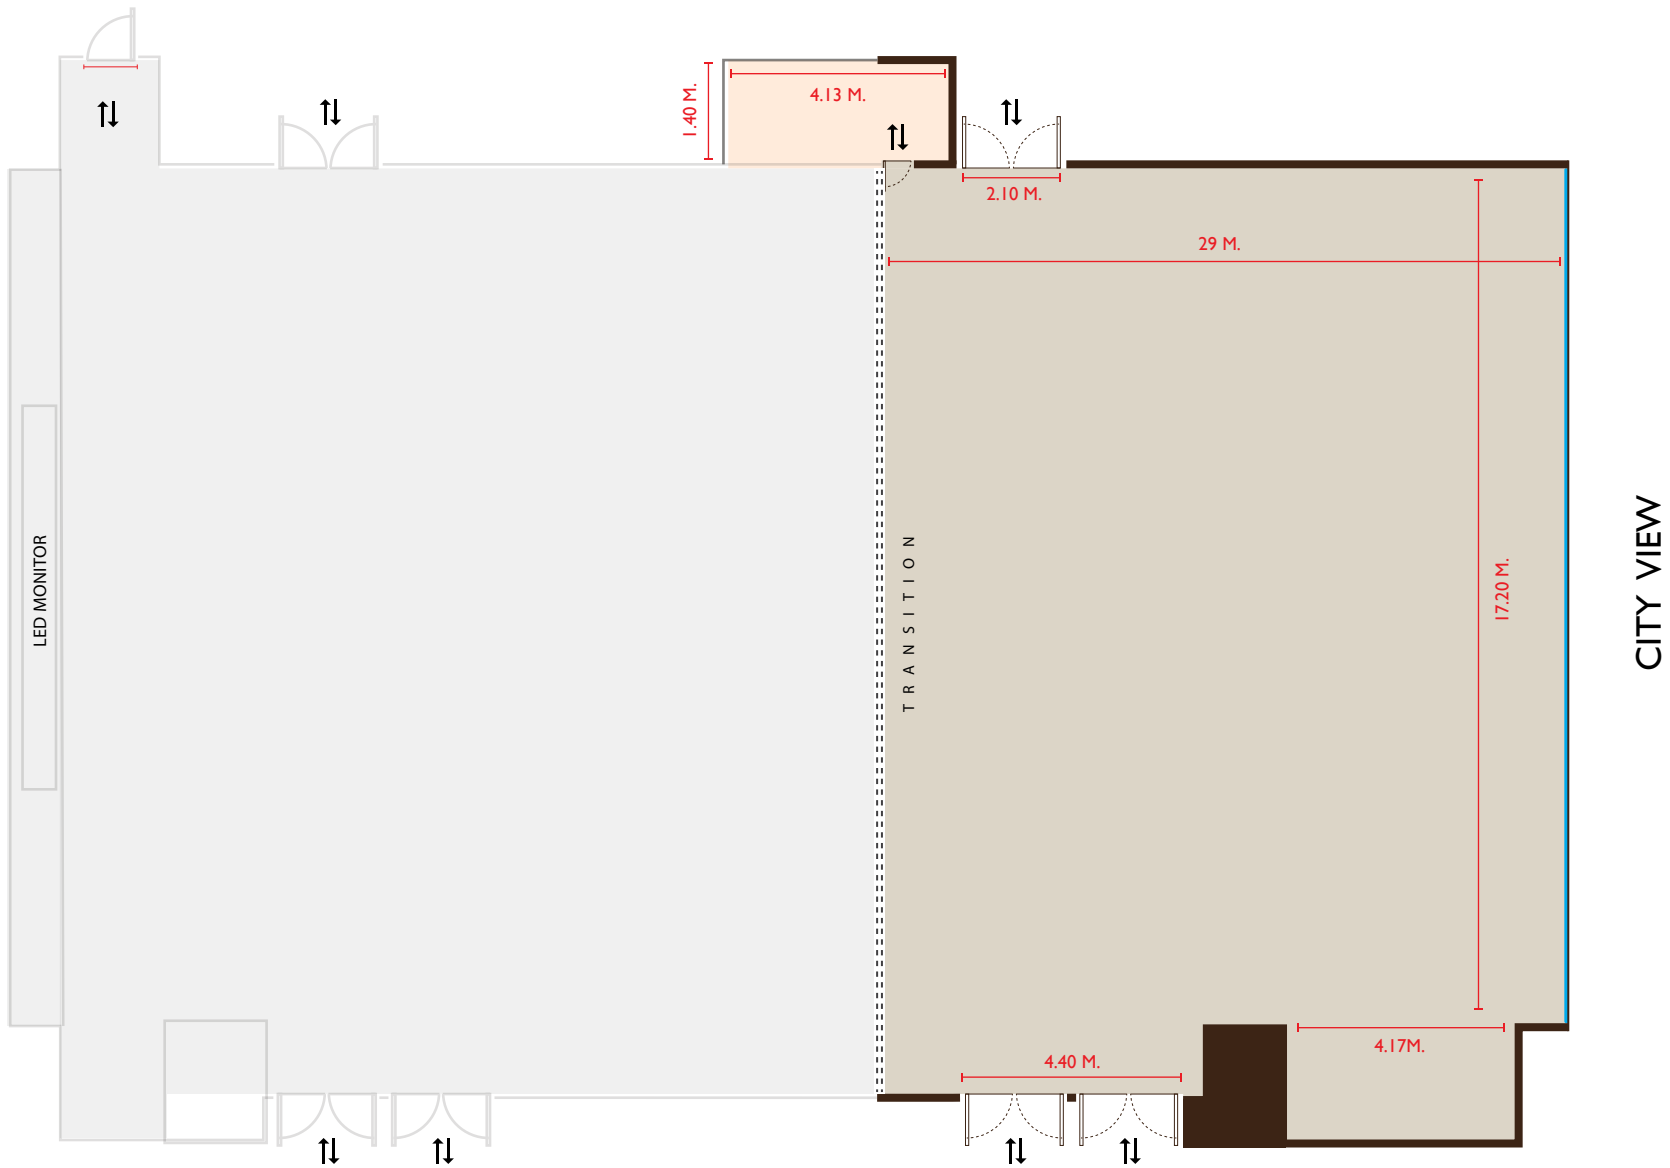 4.13 M.
1.40 M.
2.10 M.
29 M.
LED MONITOR
TRANSITION
17.20 M.
CITY VIEW
4.40 M.
4.17M.